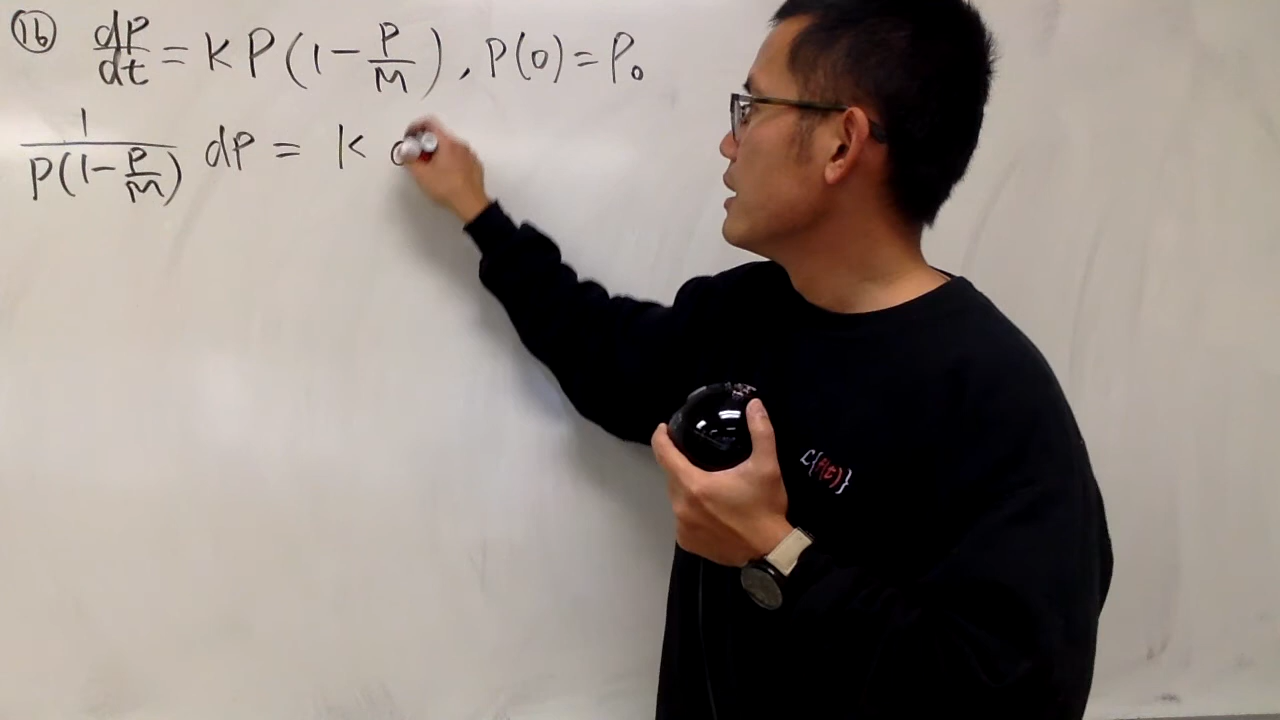 ⑯ dP/dt = K P (1 - P/M), P(0) = P₀
1/(P(1 - P/M)) dP = K d
L{f(t)}